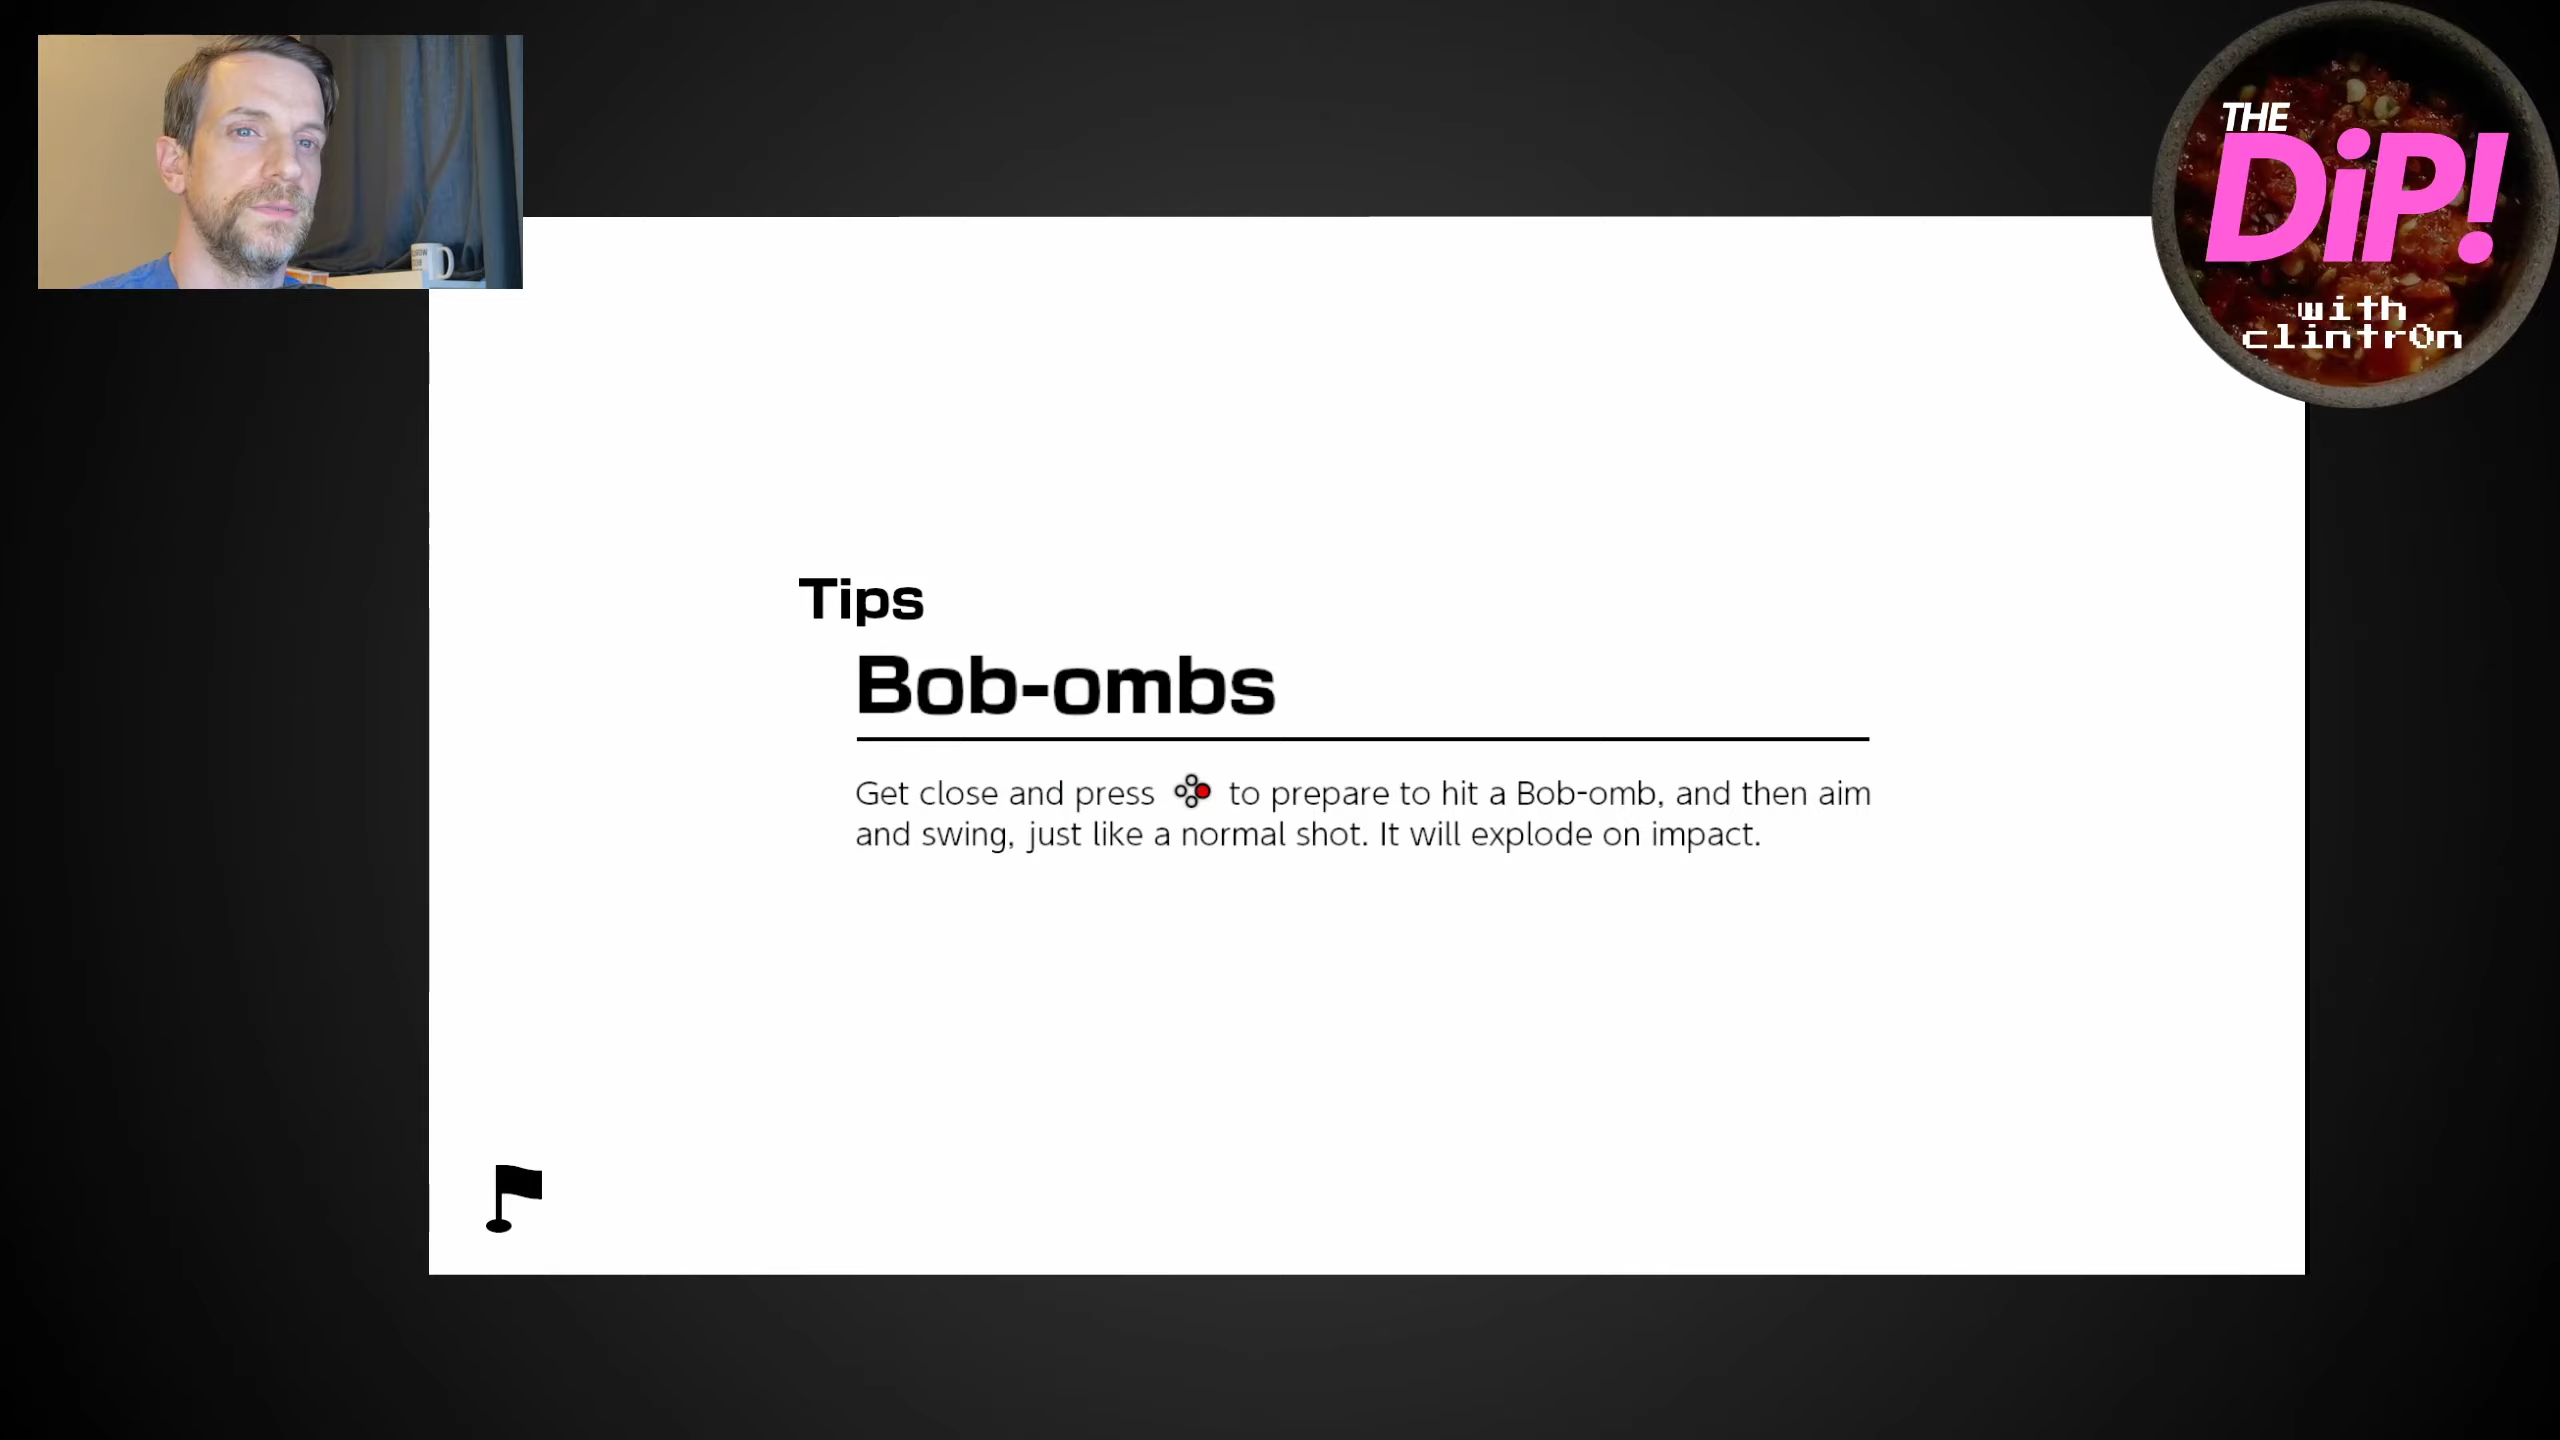 THE
DiP!
with
clintr0n
Tips
Bob-ombs
Get close and press to prepare to hit a Bob-omb, and then aim
and swing, just like a normal shot. It will explode on impact.